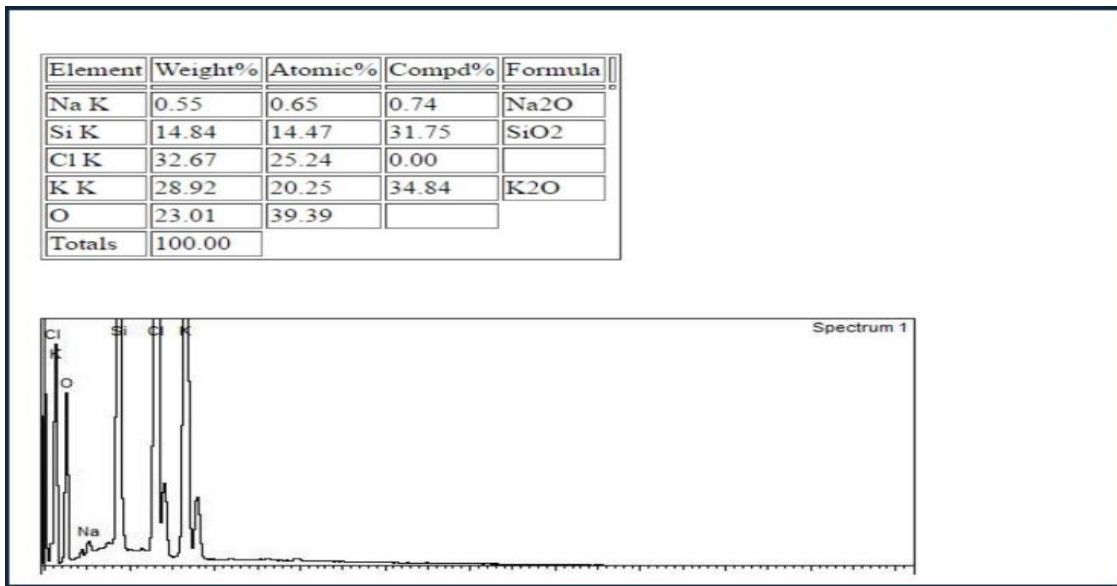 Element Weight% Atomic% Compd% Formula
Na K 0.55 0.65 0.74 Na2O
Si K 14.84 14.47 31.75 SiO2
Cl K 32.67 25.24 0.00
K K 28.92 20.25 34.84 K2O
O 23.01 39.39
Totals 100.00
Spectrum 1
Cl Si Cl K
K
O
Na